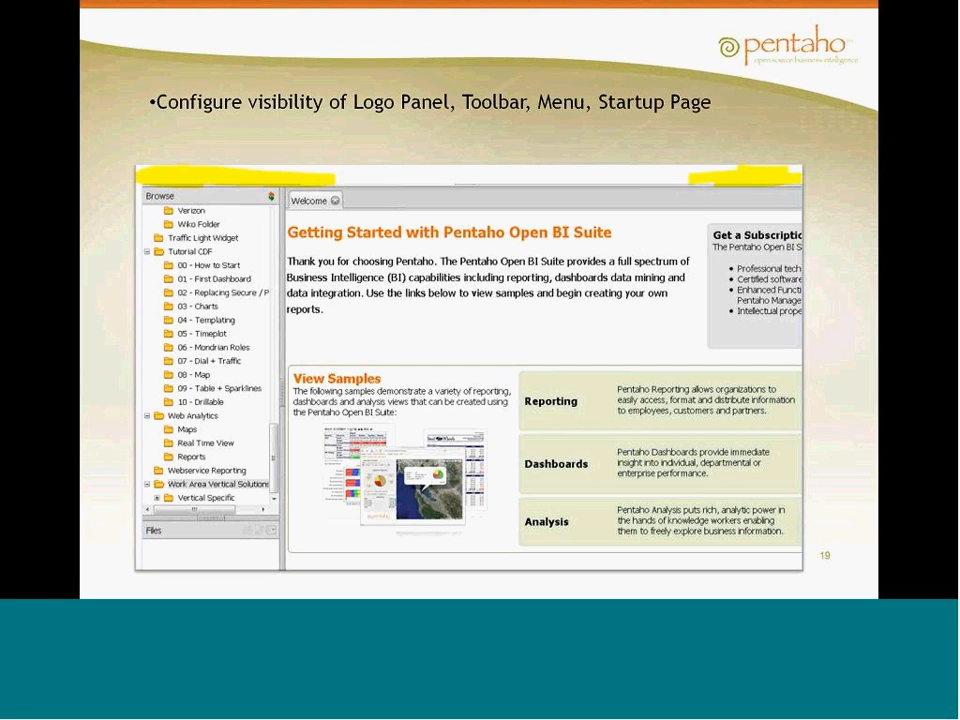 pentaho
open source business intelligence
•Configure visibility of Logo Panel, Toolbar, Menu, Startup Page
Browse
Verizon
Wiko Folder
Traffic Light Widget
Tutorial CDF
00 - How to Start
01 - First Dashboard
02 - Replacing Secure / P
03 - Charts
04 - Templating
05 - Timeplot
06 - Mondrian Roles
07 - Dial + Traffic
08 - Map
09 - Table + Sparklines
10 - Drillable
Web Analytics
Maps
Real Time View
Reports
Webservice Reporting
Work Area Vertical Solutions
Vertical Specific
Files
Welcome
Getting Started with Pentaho Open BI Suite
Thank you for choosing Pentaho. The Pentaho Open BI Suite provides a full spectrum of
Business Intelligence (BI) capabilities including reporting, dashboards data mining and
data integration. Use the links below to view samples and begin creating your own
reports.
Get a Subscriptic
The Pentaho Open BI S
• Professional tech
• Certified software
• Enhanced Functi
Pentaho Manage
• Intellectual prope
View Samples
The following samples demonstrate a variety of reporting,
dashboards and analysis views that can be created using
the Pentaho Open BI Suite:
Reporting
Pentaho Reporting allows organizations to
easily access, format and distribute information
to employees, customers and partners.
Dashboards
Pentaho Dashboards provide immediate
insight into individual, departmental or
enterprise performance.
Analysis
Pentaho Analysis puts rich, analytic power in
the hands of knowledge workers enabling
them to freely explore business information.
19